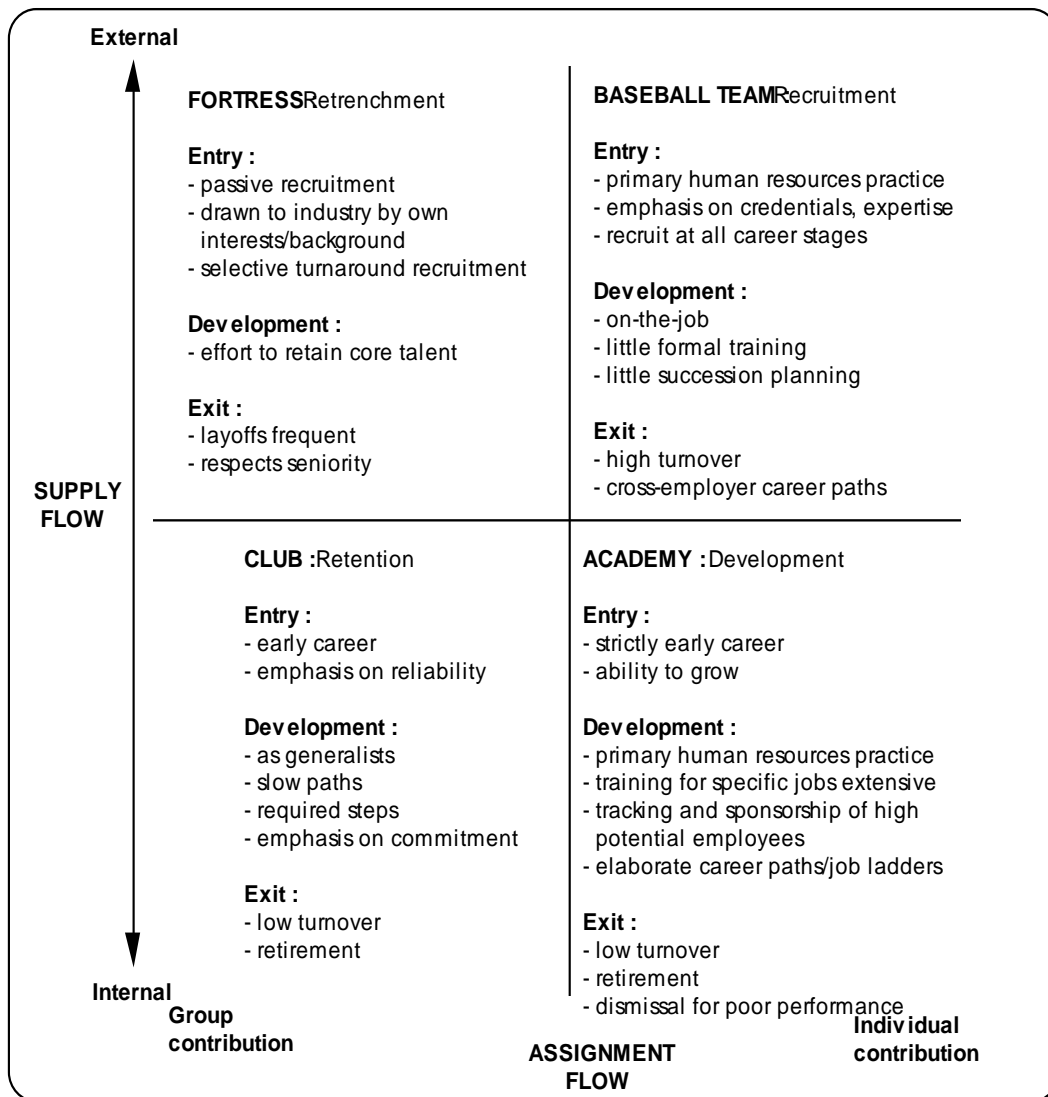 External
FORTRESS:Retrenchment
Entry :
- passive recruitment
- drawn to industry by own
interests/background
- selective turnaround recruitment
Development :
- effort to retain core talent
Exit :
- layoffs frequent
- respects seniority
BASEBALL TEAM:Recruitment
Entry :
- primary human resources practice
- emphasis on credentials, expertise
- recruit at all career stages
Development :
- on-the-job
- little formal training
- little succession planning
Exit :
- high turnover
- cross-employer career paths
SUPPLY
FLOW
CLUB :Retention
Entry :
- early career
- emphasis on reliability
Development :
- as generalists
- slow paths
- required steps
- emphasis on commitment
Exit :
- low turnover
- retirement
ACADEMY :Development
Entry :
- strictly early career
- ability to grow
Development :
- primary human resources practice
- training for specific jobs extensive
- tracking and sponsorship of high
potential employees
- elaborate career paths/job ladders
Exit :
- low turnover
- retirement
- dismissal for poor performance
Internal
Group
contribution
ASSIGNMENT
FLOW
Individual
contribution